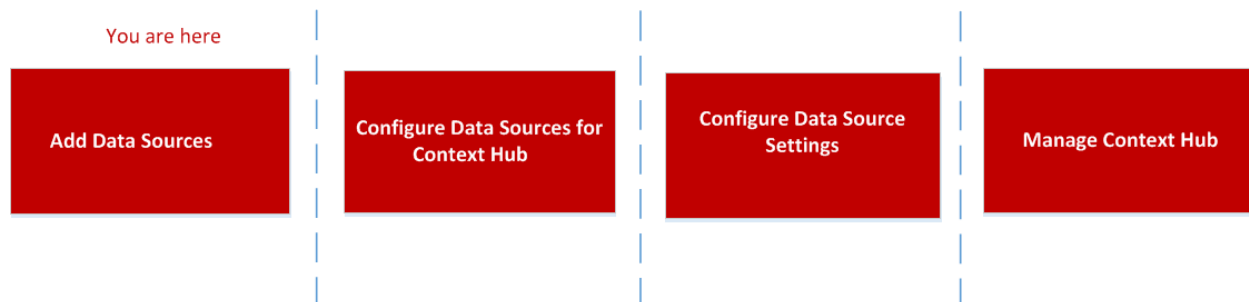 You are here
Add Data Sources
Configure Data Sources for
Context Hub
Configure Data Source
Settings
Manage Context Hub